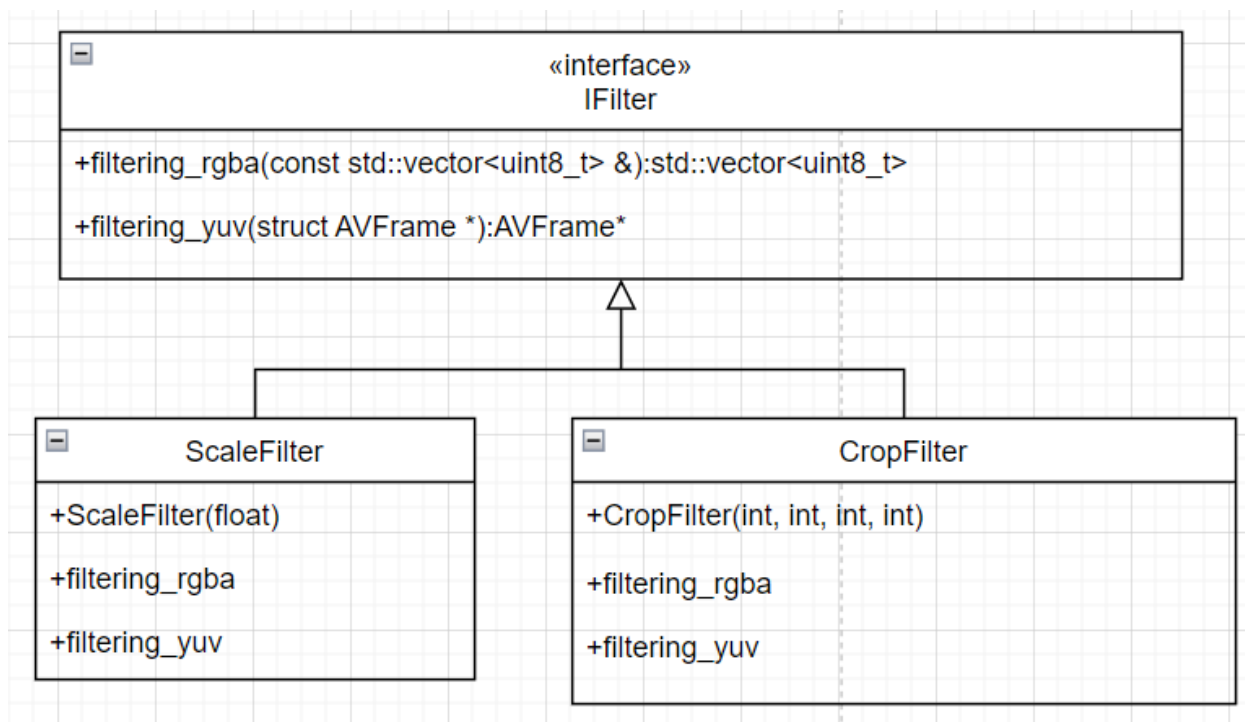 «interface»
IFilter
+filtering_rgba(const std::vector<uint8_t> &):std::vector<uint8_t>
+filtering_yuv(struct AVFrame *):AVFrame*
ScaleFilter
+ScaleFilter(float)
+filtering_rgba
+filtering_yuv
CropFilter
+CropFilter(int, int, int, int)
+filtering_rgba
+filtering_yuv